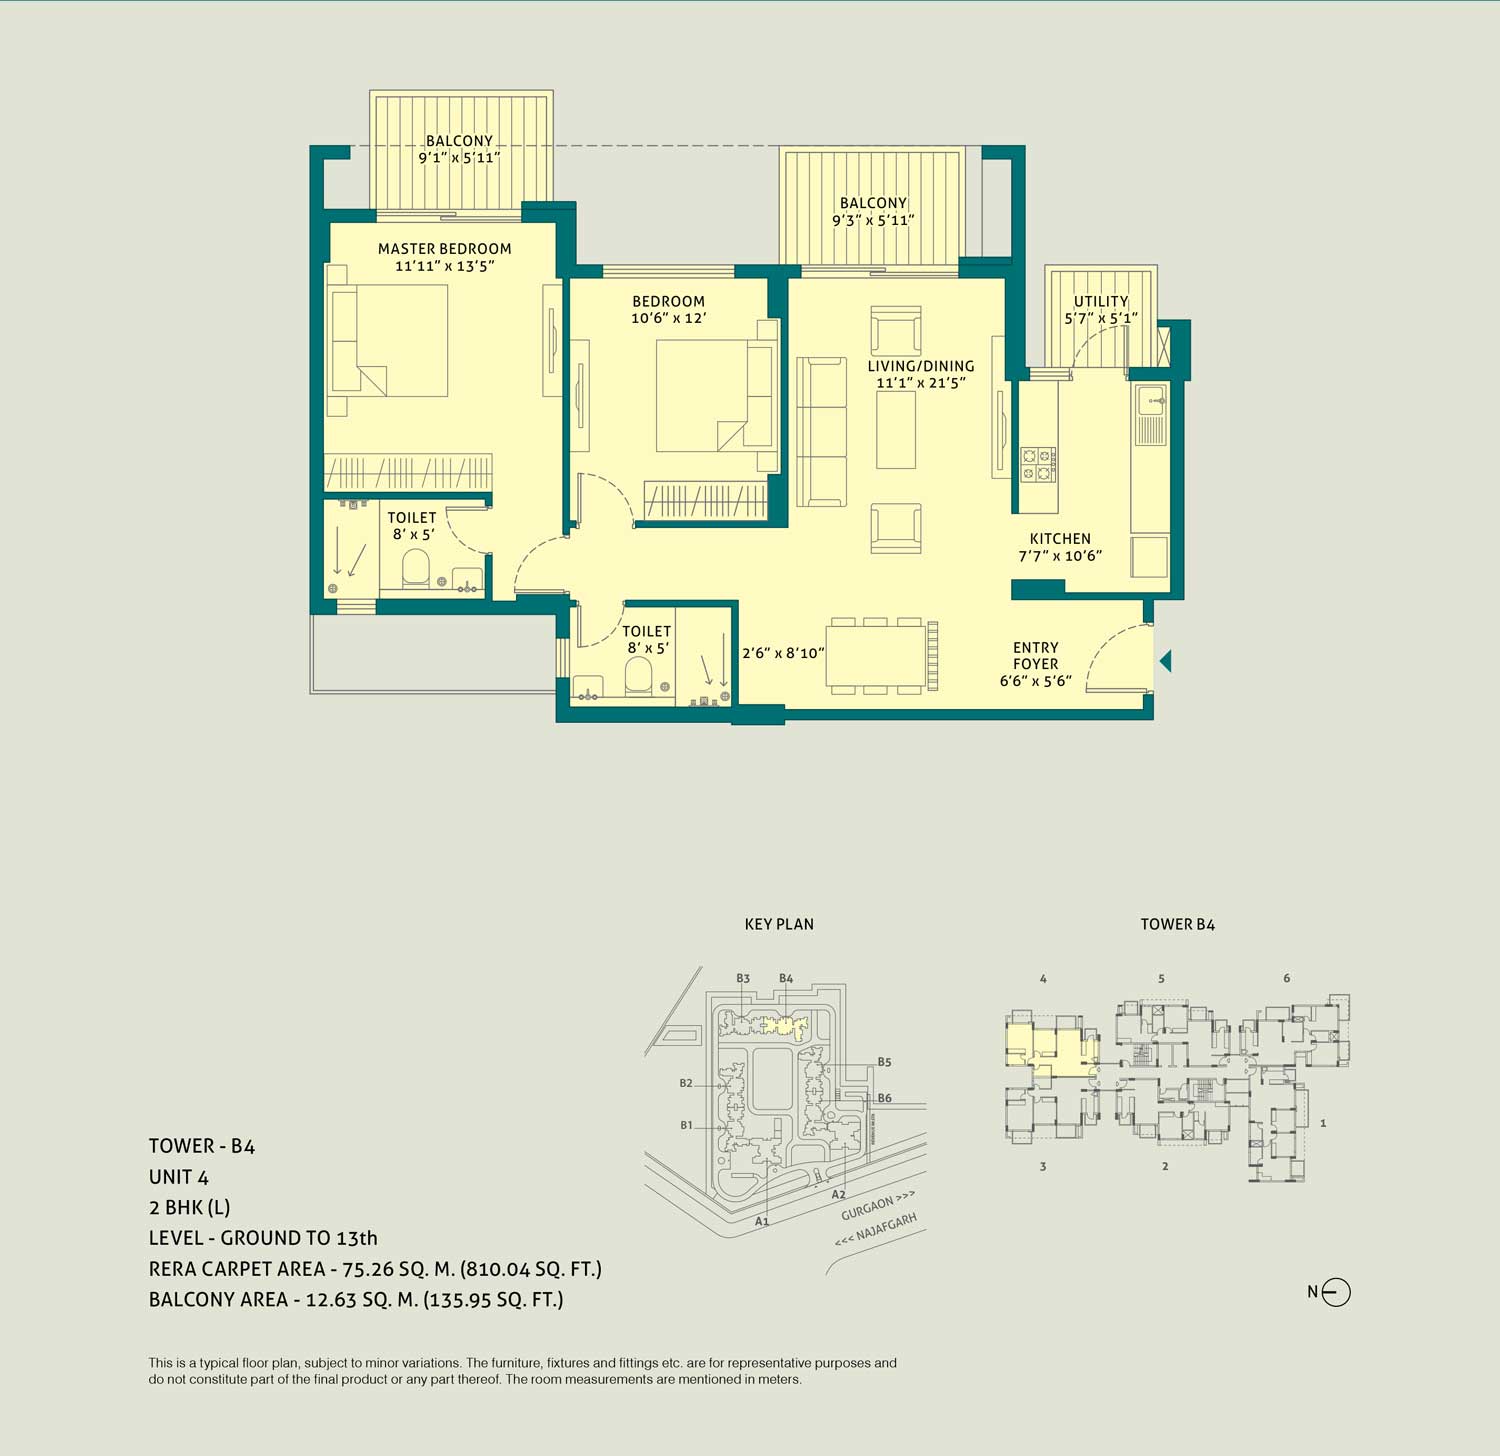 BALCONY
9'1" x 5'11"
BALCONY
9'3" x 5'11"
MASTER BEDROOM
11'11" x 13'5"
BEDROOM
10'6" x 12'
UTILITY
5'7" x 5'1"
LIVING/DINING
11'1" x 21'5"
TOILET
8' x 5'
KITCHEN
7'7" x 10'6"
TOILET
8' x 5'
2'6" x 8'10"
ENTRY
FOYER
6'6" x 5'6"
KEY PLAN
TOWER B4
B3
B4
B5
B2
B6
B1
A2
A1
GURGAON >>>
<<< NAJAFGARH
4
5
6
1
3
2
N
TOWER - B4
UNIT 4
2 BHK (L)
LEVEL - GROUND TO 13th
RERA CARPET AREA - 75.26 SQ. M. (810.04 SQ. FT.)
BALCONY AREA - 12.63 SQ. M. (135.95 SQ. FT.)
This is a typical floor plan, subject to minor variations. The furniture, fixtures and fittings etc. are for representative purposes and
do not constitute part of the final product or any part thereof. The room measurements are mentioned in meters.